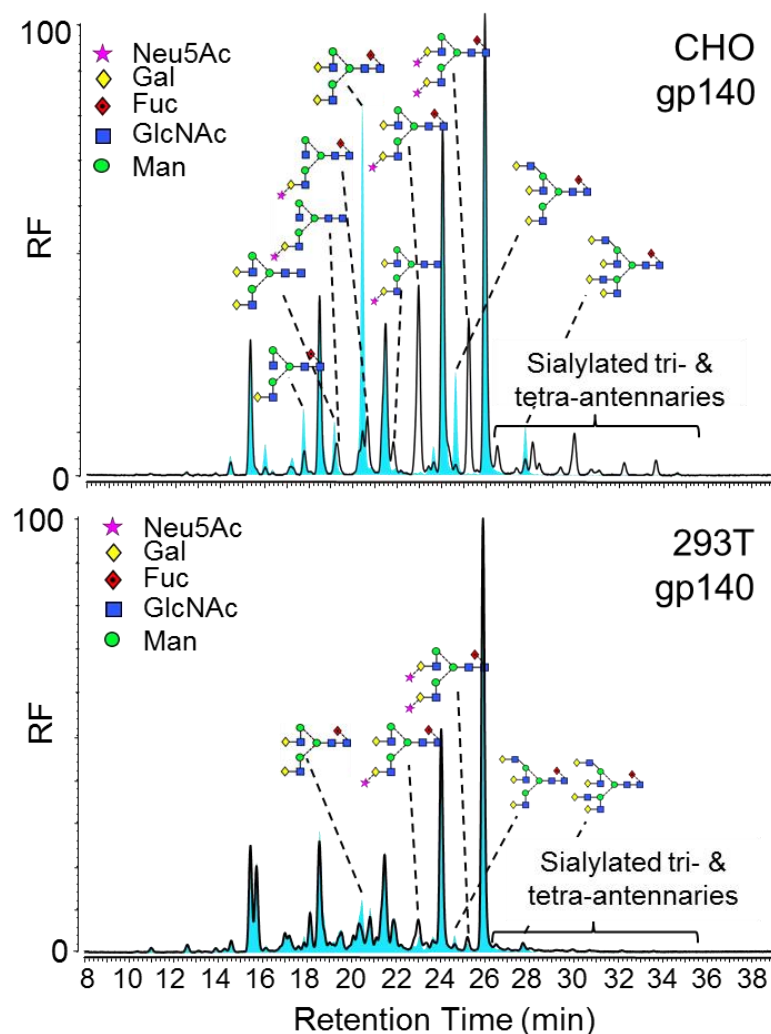 100
CHO
gp140
Neu5Ac
Gal
Fuc
GlcNAc
Man
RF
Sialylated tri- &
tetra-antennaries
0
100
293T
gp140
Neu5Ac
Gal
Fuc
GlcNAc
Man
RF
Sialylated tri- &
tetra-antennaries
0
8 10 12 14 16 18 20 22 24 26 28 30 32 34 36 38
Retention Time (min)